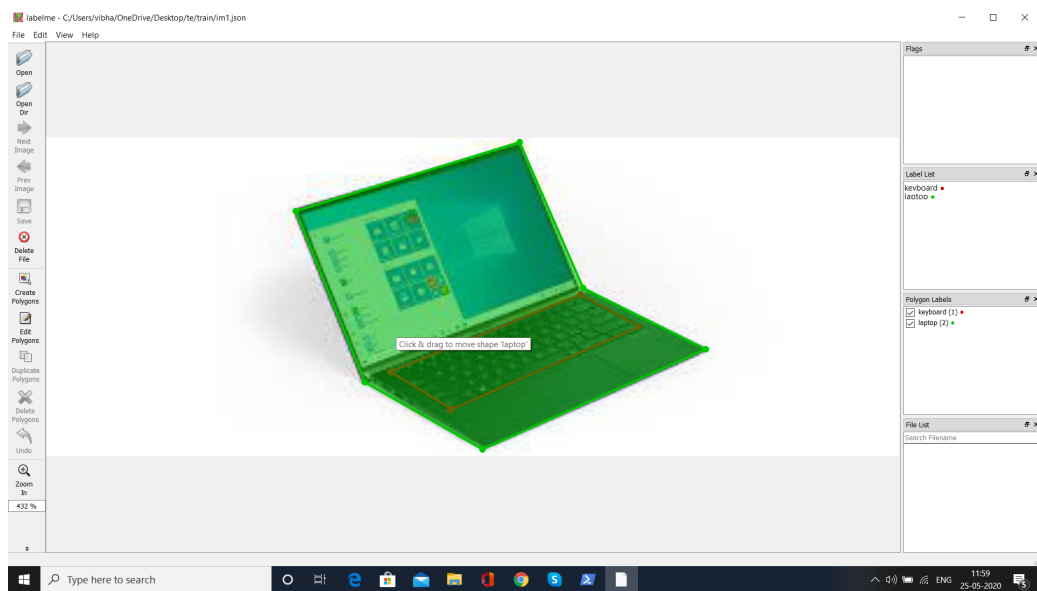 labelme - C:/Users/vibha/OneDrive/Desktop/te/train/im1.json
File Edit View Help
Open
Open
Dir
Next
Image
Prev
Image
Save
Delete
File
Create
Polygons
Edit
Polygons
Duplicate
Polygons
Delete
Polygons
Undo
Zoom
In
432 %
Click & drag to move shape 'laptop'
Flags
Label List
keyboard
laptop
Polygon Labels
keyboard (1)
laptop (2)
File List
Search Filename
Type here to search
ENG
11:59
25-05-2020
5